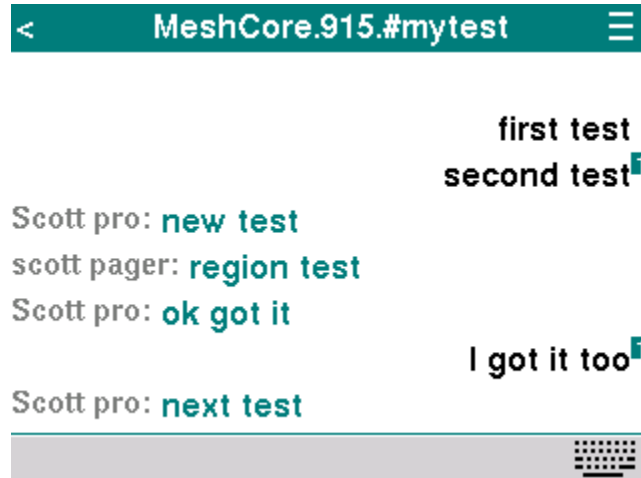 < MeshCore.915.#mytest
first test
second test
Scott pro: new test
scott pager: region test
Scott pro: ok got it
I got it too
Scott pro: next test